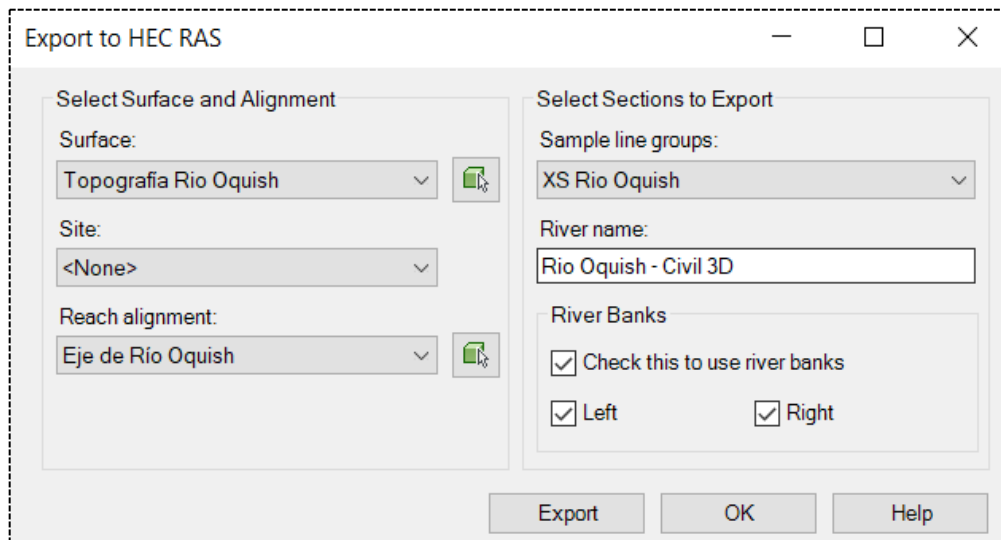 Export to HEC RAS
Select Surface and Alignment
Surface:
Topografía Rio Oquish
Site:
<None>
Reach alignment:
Eje de Río Oquish
Select Sections to Export
Sample line groups:
XS Rio Oquish
River name:
Rio Oquish - Civil 3D
River Banks
Check this to use river banks
Left Right
Export OK Help